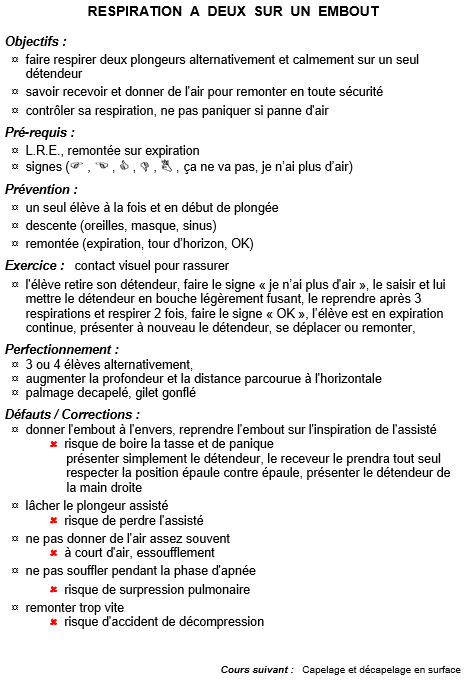 RESPIRATION A DEUX SUR UN EMBOUT
Objectifs :
¤ faire respirer deux plongeurs alternativement et calmement sur un seul
détendeur
¤ savoir recevoir et donner de l'air pour remonter en toute sécurité
¤ contrôler sa respiration, ne pas paniquer si panne d'air
Pré-requis :
¤ L.R.E., remontée sur expiration
¤ signes (☞ , ☜ , 👍 , 👎 , ✌ , ça ne va pas, je n'ai plus d'air)
Prévention :
¤ un seul élève à la fois et en début de plongée
¤ descente (oreilles, masque, sinus)
¤ remontée (expiration, tour d'horizon, OK)
Exercice : contact visuel pour rassurer
¤ l'élève retire son détendeur, faire le signe « je n'ai plus d'air », le saisir et lui
mettre le détendeur en bouche légèrement fusant, le reprendre après 3
respirations et respirer 2 fois, faire le signe « OK », l'élève est en expiration
continue, présenter à nouveau le détendeur, se déplacer ou remonter,
Perfectionnement :
¤ 3 ou 4 élèves alternativement,
¤ augmenter la profondeur et la distance parcourue à l'horizontale
¤ palmage decapelé, gilet gonflé
Défauts / Corrections :
¤ donner l'embout à l'envers, reprendre l'embout sur l'inspiration de l'assisté
✘ risque de boire la tasse et de panique
présenter simplement le détendeur, le receveur le prendra tout seul
respecter la position épaule contre épaule, présenter le détendeur de
la main droite
¤ lâcher le plongeur assisté
✘ risque de perdre l'assisté
¤ ne pas donner de l'air assez souvent
✘ à court d'air, essoufflement
¤ ne pas souffler pendant la phase d'apnée
✘ risque de surpression pulmonaire
¤ remonter trop vite
✘ risque d'accident de décompression
Cours suivant : Capelage et décapelage en surface